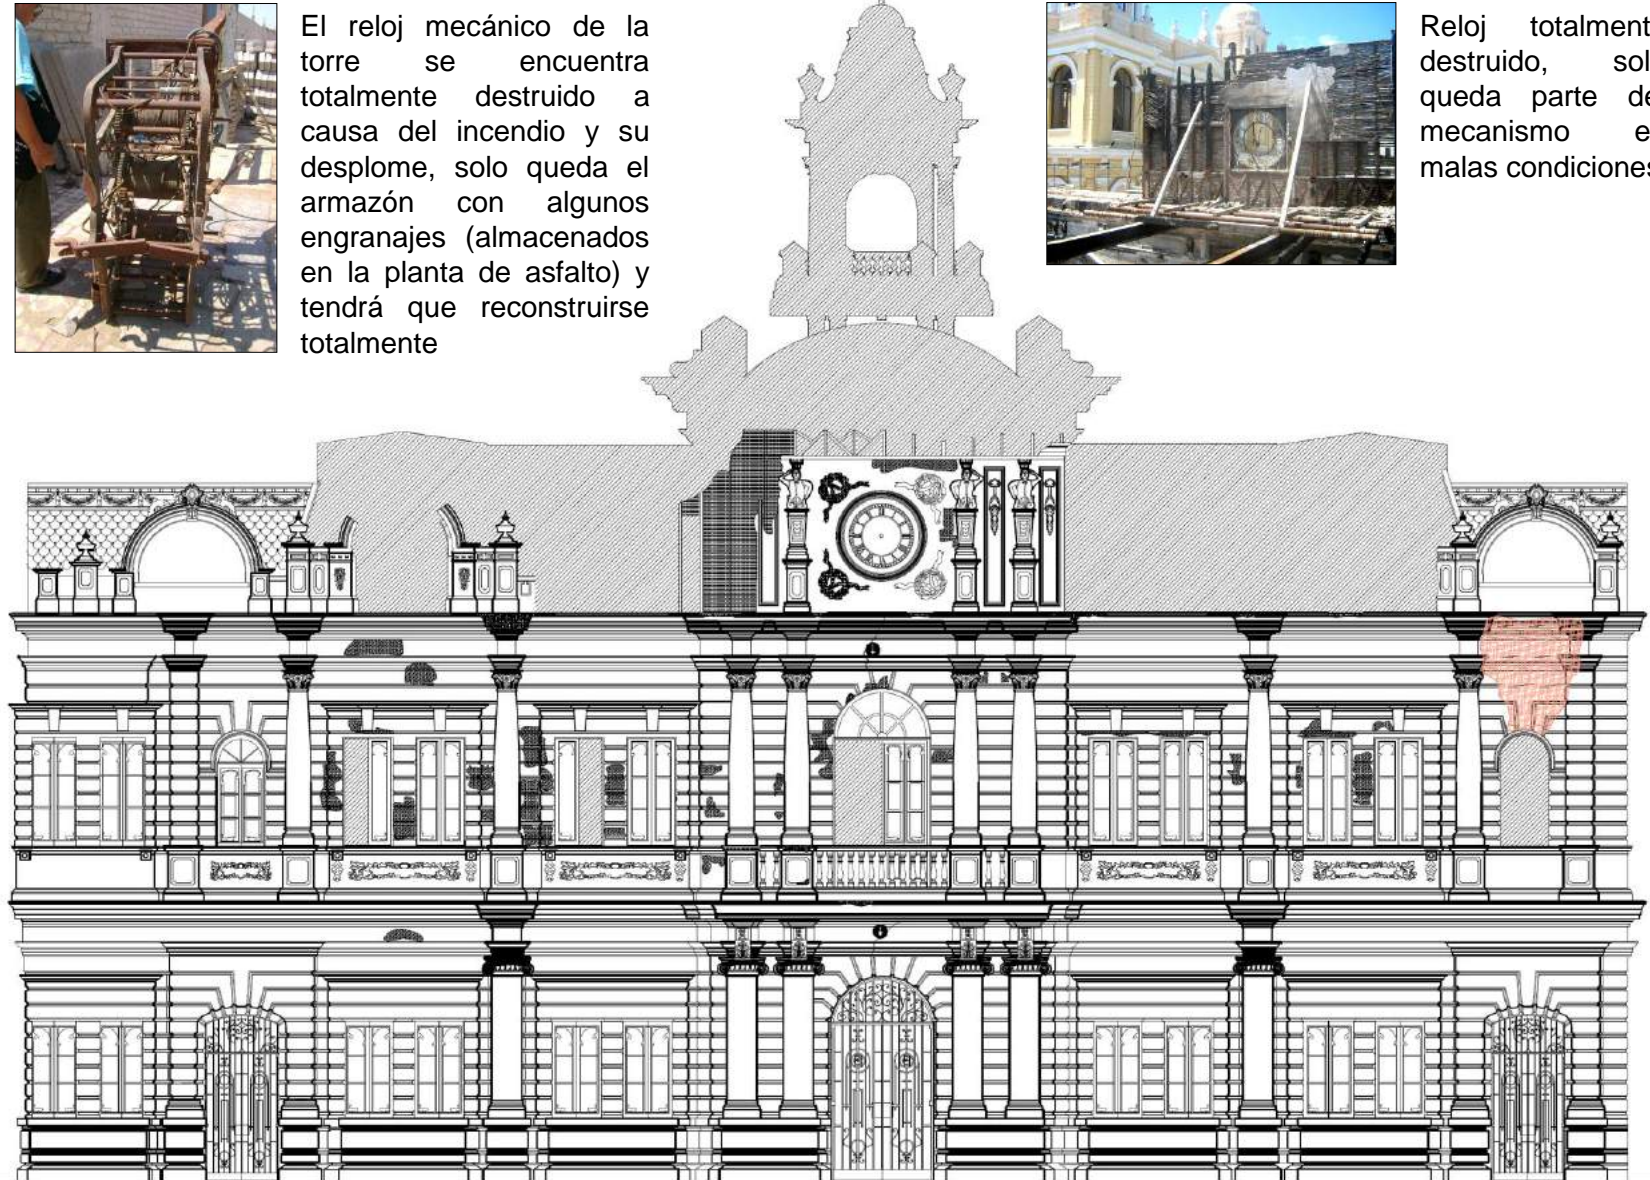 El reloj mecánico de la
torre se encuentra
totalmente destruido a
causa del incendio y su
desplome, solo queda el
armazón con algunos
engranajes (almacenados
en la planta de asfalto) y
tendrá que reconstruirse
totalmente
Reloj totalment
destruido, sol
queda parte de
mecanismo e
malas condiciones